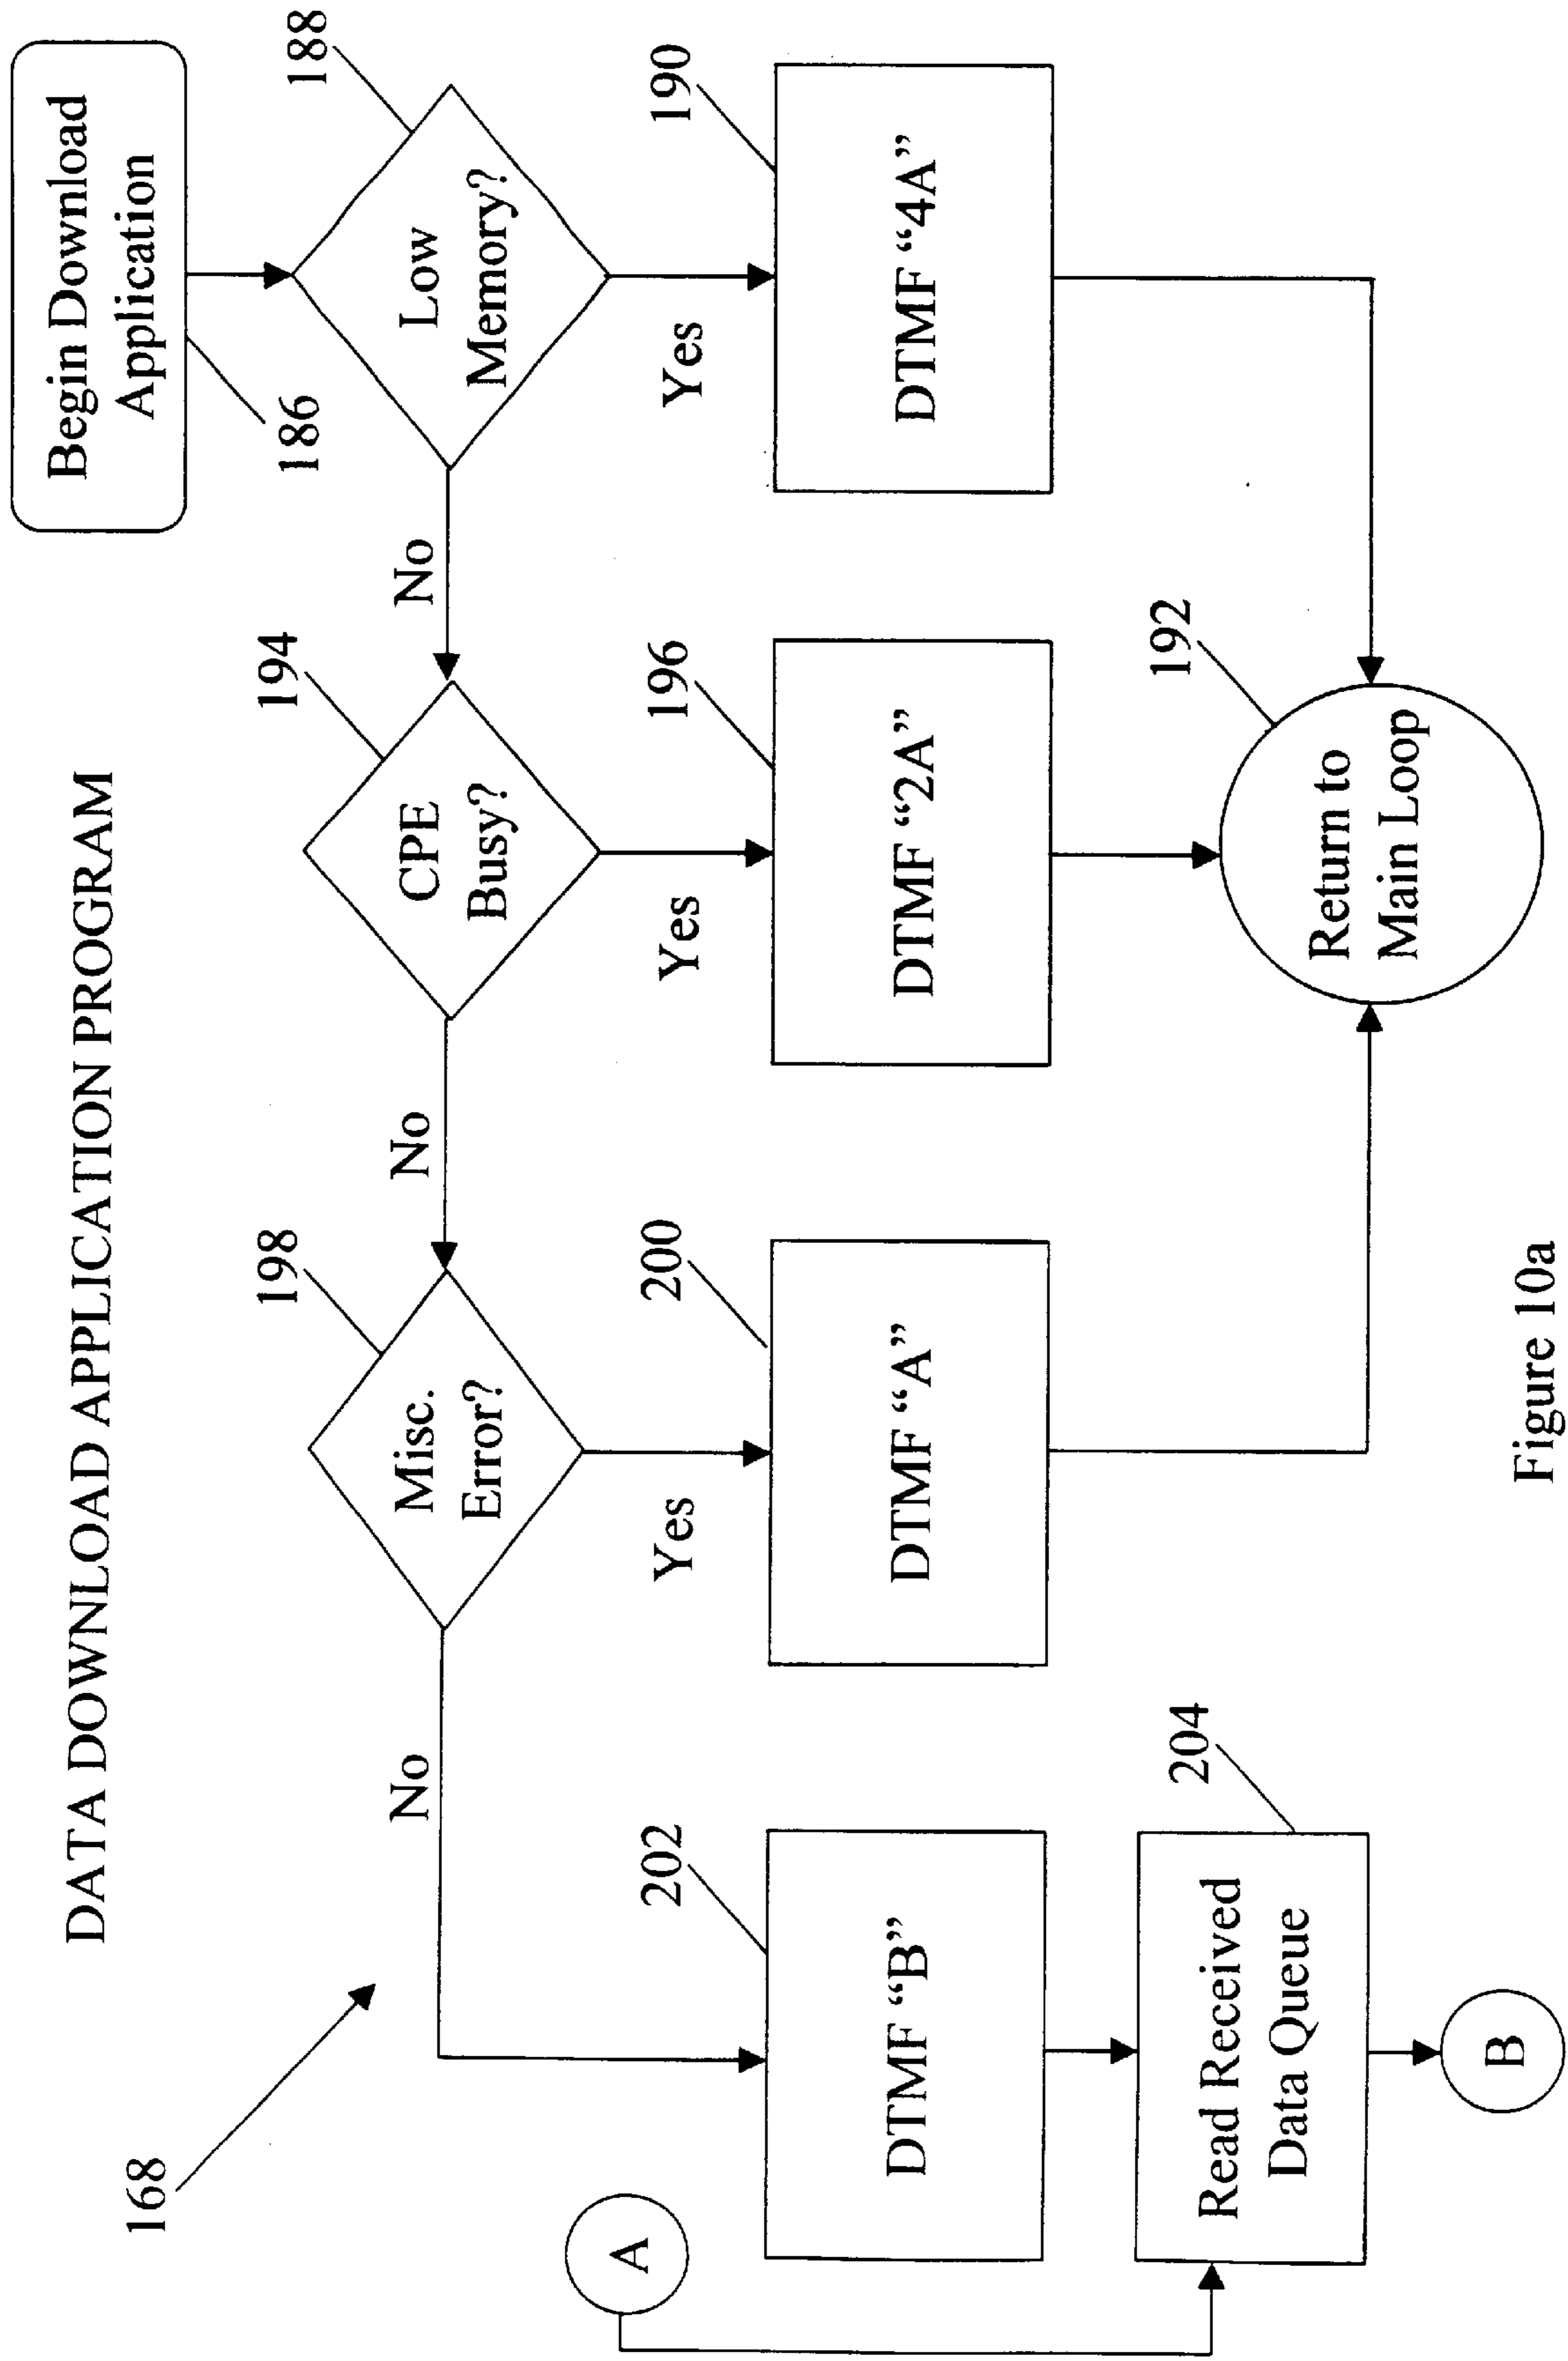 DATA DOWNLOAD APPLICATION PROGRAM
168
Begin Download
Application
186
188
Low
Memory?
No
Yes
190
DTMF “4A”
194
CPE
Busy?
No
Yes
196
DTMF “2A”
198
Misc.
Error?
No
Yes
200
DTMF “A”
192
Return to
Main Loop
202
DTMF “B”
A
204
Read Received
Data Queue
B
Figure 10a